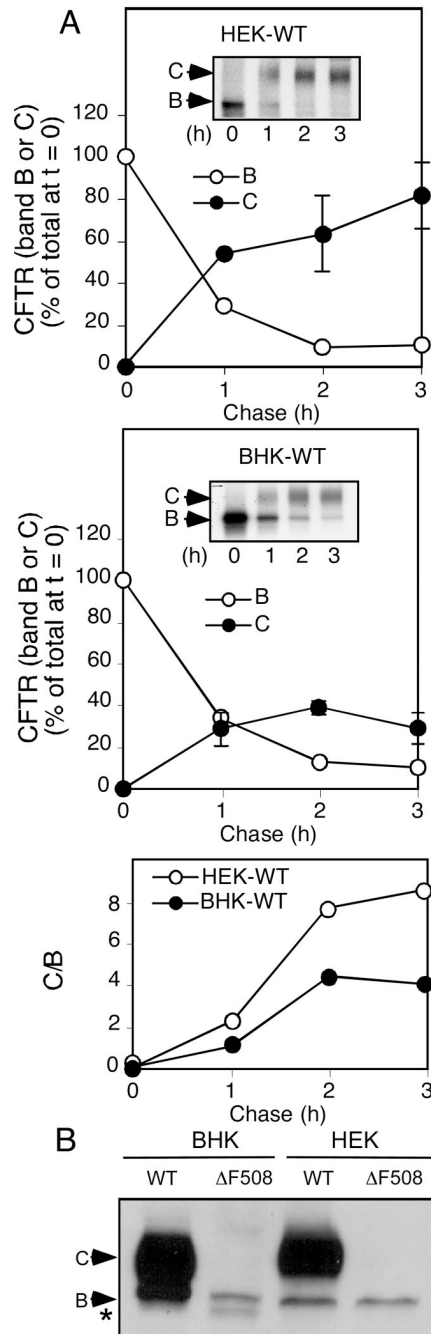 A
HEK-WT
C
B
(h) 0 1 2 3
B
C
CFTR (band B or C)
(% of total at t = 0)
120
100
80
60
40
20
0
0 1 2 3
Chase (h)
BHK-WT
C
B
(h) 0 1 2 3
B
C
CFTR (band B or C)
(% of total at t = 0)
120
100
80
60
40
20
0
0 1 2 3
Chase (h)
HEK-WT
BHK-WT
C/B
8
6
4
2
0
0 1 2 3
Chase (h)
B
BHK HEK
WT ΔF508 WT ΔF508
C
B
*